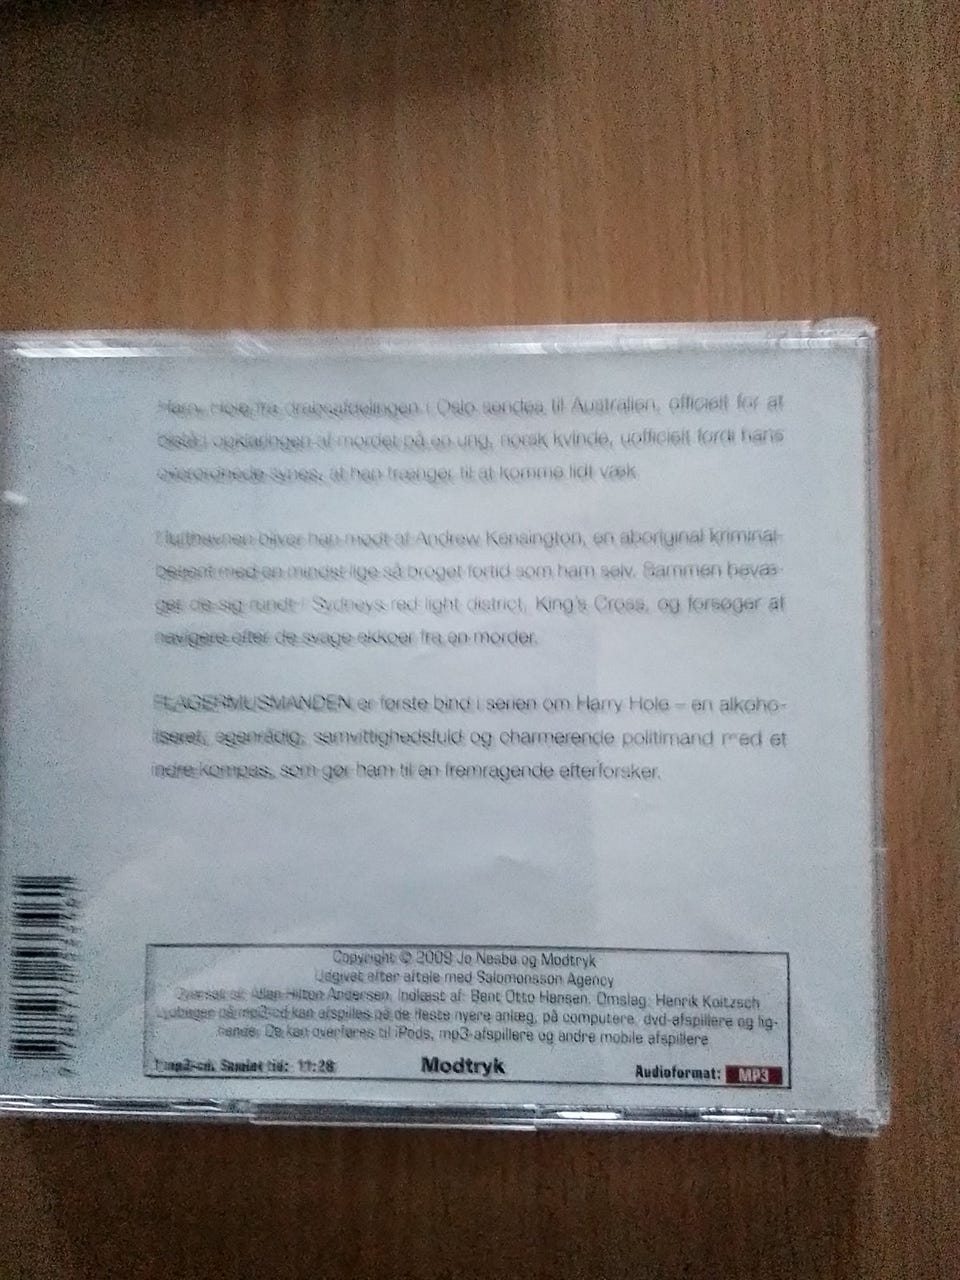 Harry Hole fra drabsafdelingen i Oslo sendes til Australien, officielt for at
bistå i opklaringen af mordet på en ung, norsk kvinde, uofficielt fordi hans
overordnede synes, at han trænger til at komme lidt væk.
I lufthavnen bliver han mødt af Andrew Kensington, en aboriginal kriminal-
betjent med en mindst lige så broget fortid som ham selv. Sammen bevæ-
ger de sig rundt i Sydneys red light district, King's Cross, og forsøger at
navigere efter de svage ekkoer fra en morder.
FLAGERMUSMANDEN er første bind i serien om Harry Hole – en alkoho-
liseret, egenrådig, samvittighedsfuld og charmerende politimand med et
indre kompas, som gør ham til en fremragende efterforsker.
Copyright © 2009 Jo Nesbø og Modtryk
Udgivet efter aftale med Salomonsson Agency
Oversat af: Allan Hilton Andersen. Indlæst af: Bent Otto Hansen. Omslag: Henrik Koitzsch
Lydbøger på mp3-cd kan afspilles på de fleste nyere anlæg, på computere, dvd-afspillere og lig-
nende. De kan overføres til iPods, mp3-afspillere og andre mobile afspillere
1 mp3-cd. Samlet tid: 11:28
Modtryk
Audioformat: MP3